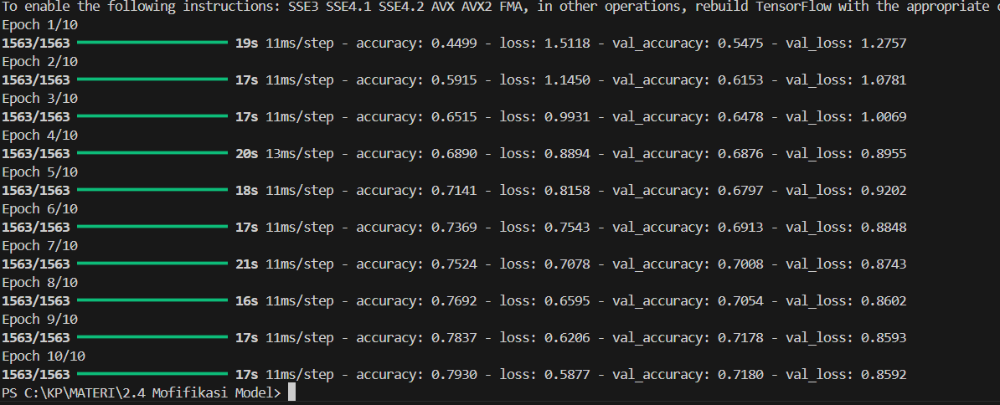 To enable the following instructions: SSE3 SSE4.1 SSE4.2 AVX AVX2 FMA, in other operations, rebuild TensorFlow with the appropriate
Epoch 1/10
1563/1563 ━━━━━━━━━━━━━━━━━━━━ 19s 11ms/step - accuracy: 0.4499 - loss: 1.5118 - val_accuracy: 0.5475 - val_loss: 1.2757
Epoch 2/10
1563/1563 ━━━━━━━━━━━━━━━━━━━━ 17s 11ms/step - accuracy: 0.5915 - loss: 1.1450 - val_accuracy: 0.6153 - val_loss: 1.0781
Epoch 3/10
1563/1563 ━━━━━━━━━━━━━━━━━━━━ 17s 11ms/step - accuracy: 0.6515 - loss: 0.9931 - val_accuracy: 0.6478 - val_loss: 1.0069
Epoch 4/10
1563/1563 ━━━━━━━━━━━━━━━━━━━━ 20s 13ms/step - accuracy: 0.6890 - loss: 0.8894 - val_accuracy: 0.6876 - val_loss: 0.8955
Epoch 5/10
1563/1563 ━━━━━━━━━━━━━━━━━━━━ 18s 11ms/step - accuracy: 0.7141 - loss: 0.8158 - val_accuracy: 0.6797 - val_loss: 0.9202
Epoch 6/10
1563/1563 ━━━━━━━━━━━━━━━━━━━━ 17s 11ms/step - accuracy: 0.7369 - loss: 0.7543 - val_accuracy: 0.6913 - val_loss: 0.8848
Epoch 7/10
1563/1563 ━━━━━━━━━━━━━━━━━━━━ 21s 11ms/step - accuracy: 0.7524 - loss: 0.7078 - val_accuracy: 0.7008 - val_loss: 0.8743
Epoch 8/10
1563/1563 ━━━━━━━━━━━━━━━━━━━━ 16s 11ms/step - accuracy: 0.7692 - loss: 0.6595 - val_accuracy: 0.7054 - val_loss: 0.8602
Epoch 9/10
1563/1563 ━━━━━━━━━━━━━━━━━━━━ 17s 11ms/step - accuracy: 0.7837 - loss: 0.6206 - val_accuracy: 0.7178 - val_loss: 0.8593
Epoch 10/10
1563/1563 ━━━━━━━━━━━━━━━━━━━━ 17s 11ms/step - accuracy: 0.7930 - loss: 0.5877 - val_accuracy: 0.7180 - val_loss: 0.8592
PS C:\KP\MATERI\2.4 Mofifikasi Model>